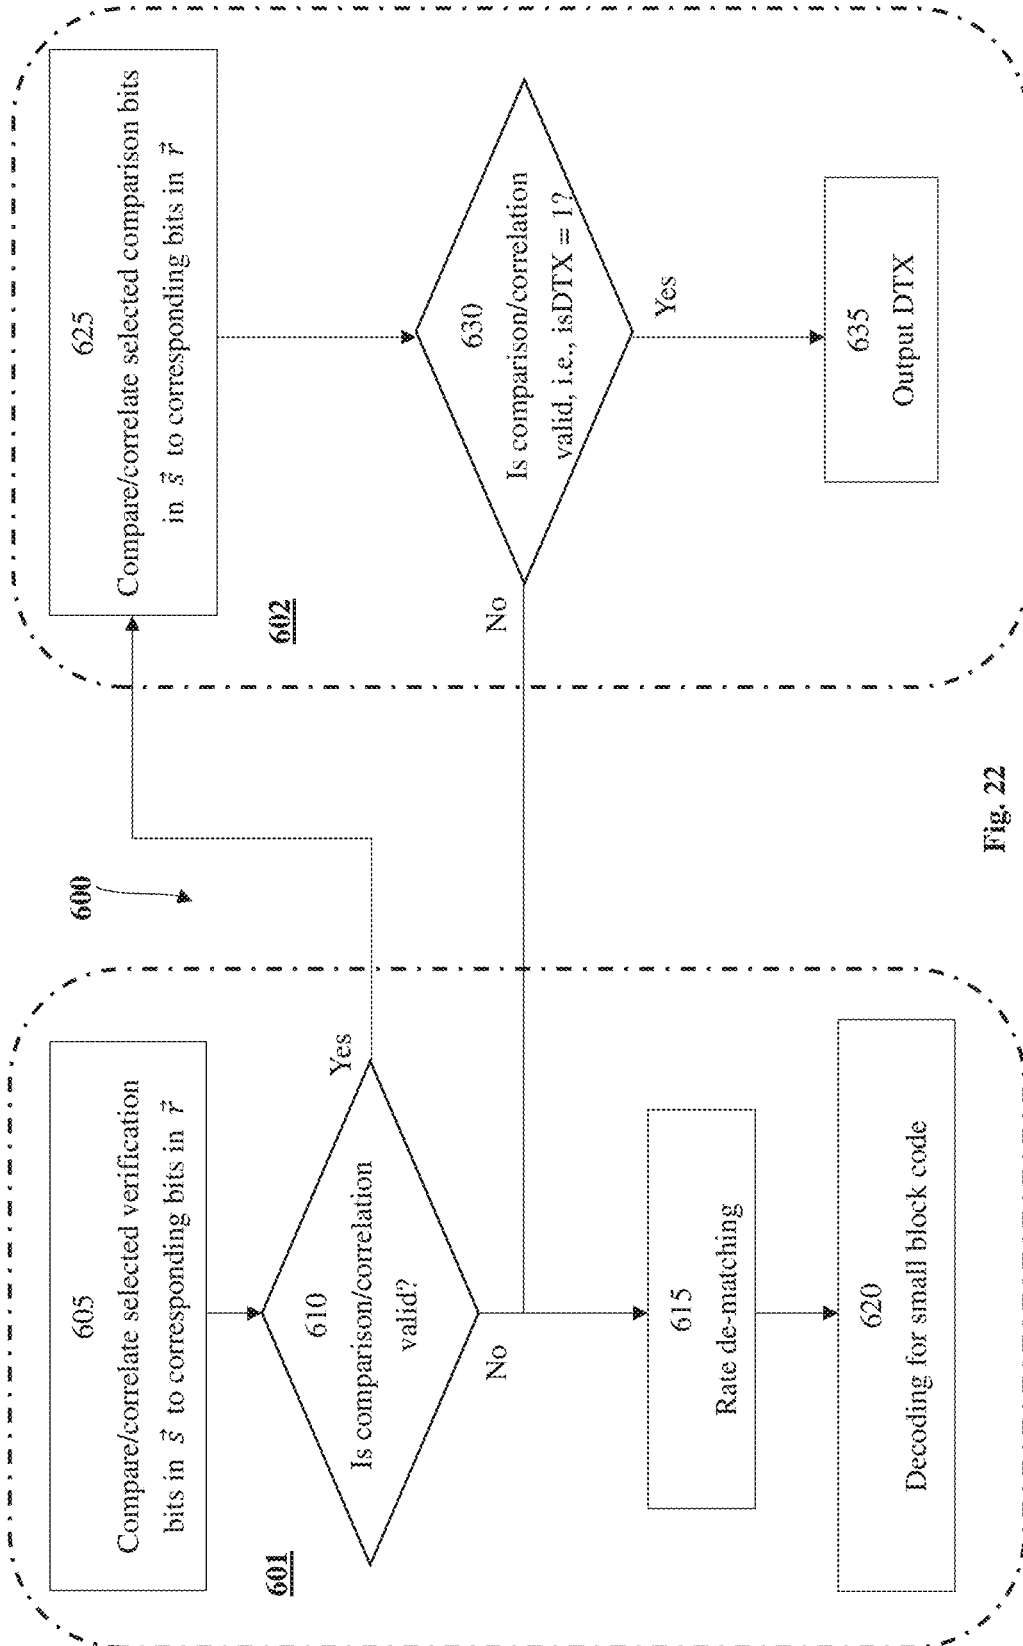 600
601
605
Compare/correlate selected verification
bits in s⃗ to corresponding bits in r⃗
610
Is comparison/correlation
valid?
Yes
No
615
Rate de-matching
620
Decoding for small block code
602
625
Compare/correlate selected comparison bits
in s⃗ to corresponding bits in r⃗
630
Is comparison/correlation
valid, i.e., isDTX = 1?
No
Yes
635
Output DTX
Fig. 22